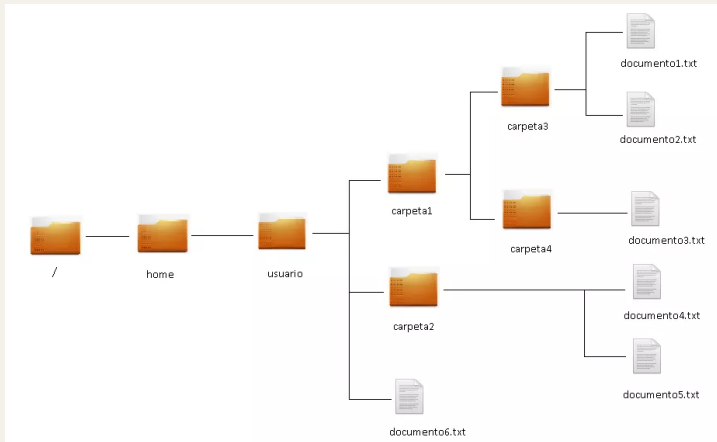 documento1.txt
carpeta3
documento2.txt
carpeta1
carpeta4
documento3.txt
/
home
usuario
documento4.txt
carpeta2
documento5.txt
documento6.txt